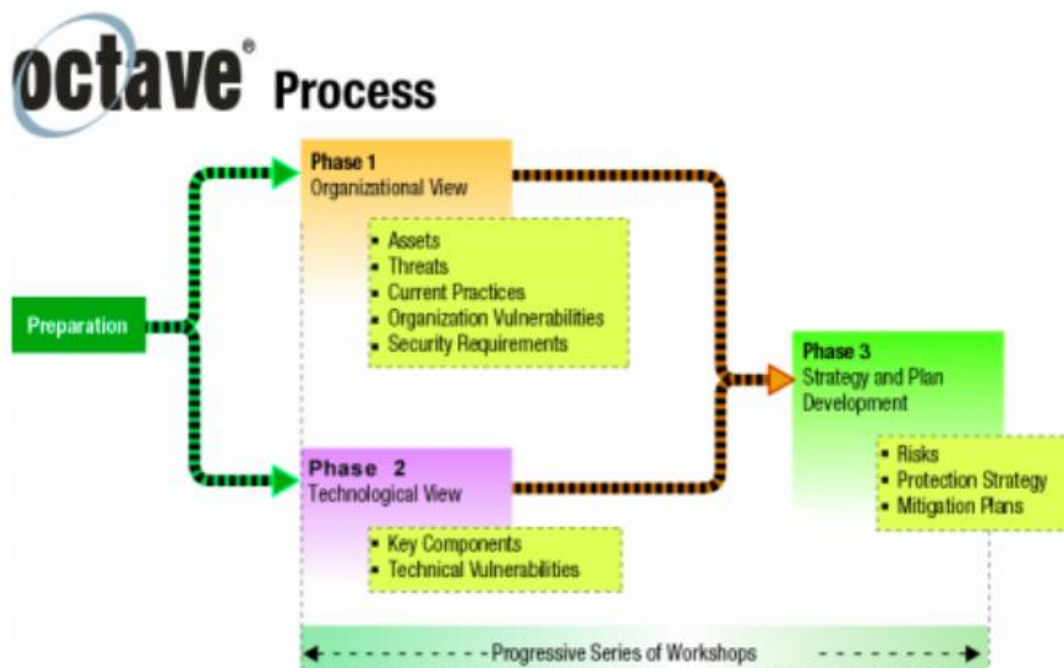 octave® Process
Phase 1
Organizational View
▪ Assets
▪ Threats
▪ Current Practices
▪ Organization Vulnerabilities
▪ Security Requirements
Preparation
Phase 2
Technological View
▪ Key Components
▪ Technical Vulnerabilities
Phase 3
Strategy and Plan
Development
▪ Risks
▪ Protection Strategy
▪ Mitigation Plans
Progressive Series of Workshops